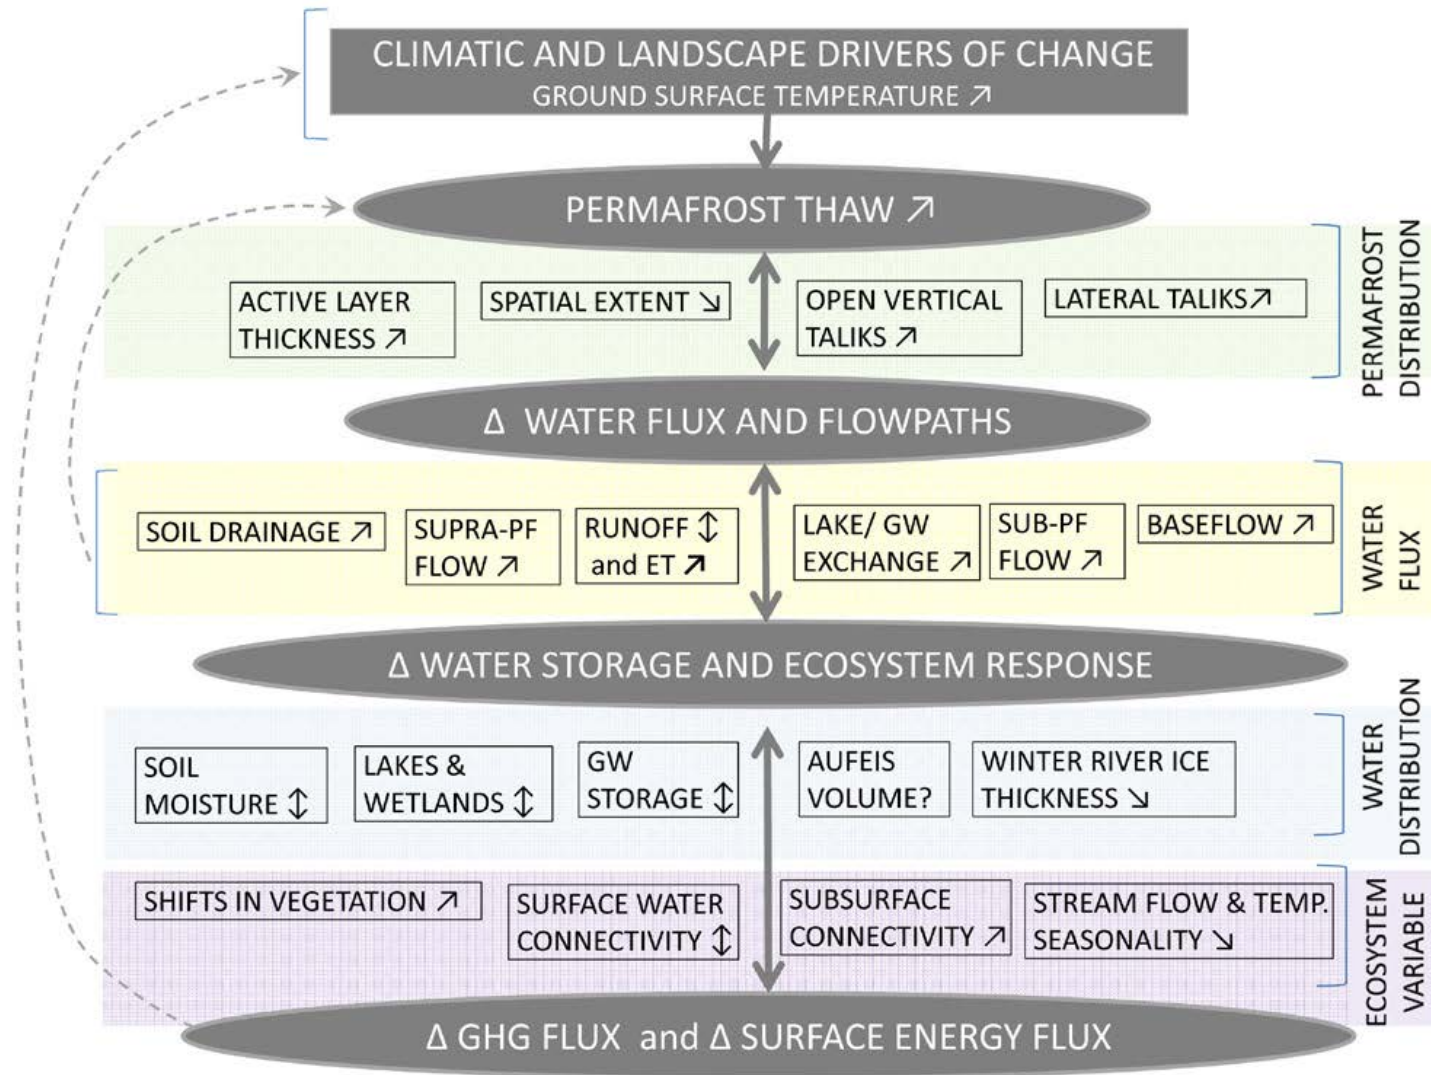 CLIMATIC AND LANDSCAPE DRIVERS OF CHANGE
GROUND SURFACE TEMPERATURE ↗
PERMAFROST THAW ↗
ACTIVE LAYER
THICKNESS ↗
SPATIAL EXTENT ↘
OPEN VERTICAL
TALIKS ↗
LATERAL TALIKS↗
PERMAFROST
DISTRIBUTION
Δ WATER FLUX AND FLOWPATHS
SOIL DRAINAGE ↗
SUPRA-PF
FLOW ↗
RUNOFF ↕
and ET ↗
LAKE/ GW
EXCHANGE ↗
SUB-PF
FLOW ↗
BASEFLOW ↗
WATER
FLUX
Δ WATER STORAGE AND ECOSYSTEM RESPONSE
SOIL
MOISTURE ↕
LAKES &
WETLANDS ↕
GW
STORAGE ↕
AUFEIS
VOLUME?
WINTER RIVER ICE
THICKNESS ↘
WATER
DISTRIBUTION
SHIFTS IN VEGETATION ↗
SURFACE WATER
CONNECTIVITY ↕
SUBSURFACE
CONNECTIVITY ↗
STREAM FLOW & TEMP.
SEASONALITY ↘
ECOSYSTEM
VARIABLE
Δ GHG FLUX and Δ SURFACE ENERGY FLUX